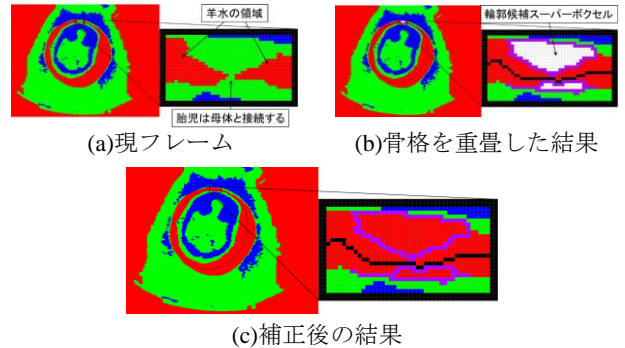 羊水の領域
胎児は母体と接続する
(a)現フレーム
輪郭候補スーパーボクセル
(b)骨格を重畳した結果
(c)補正後の結果